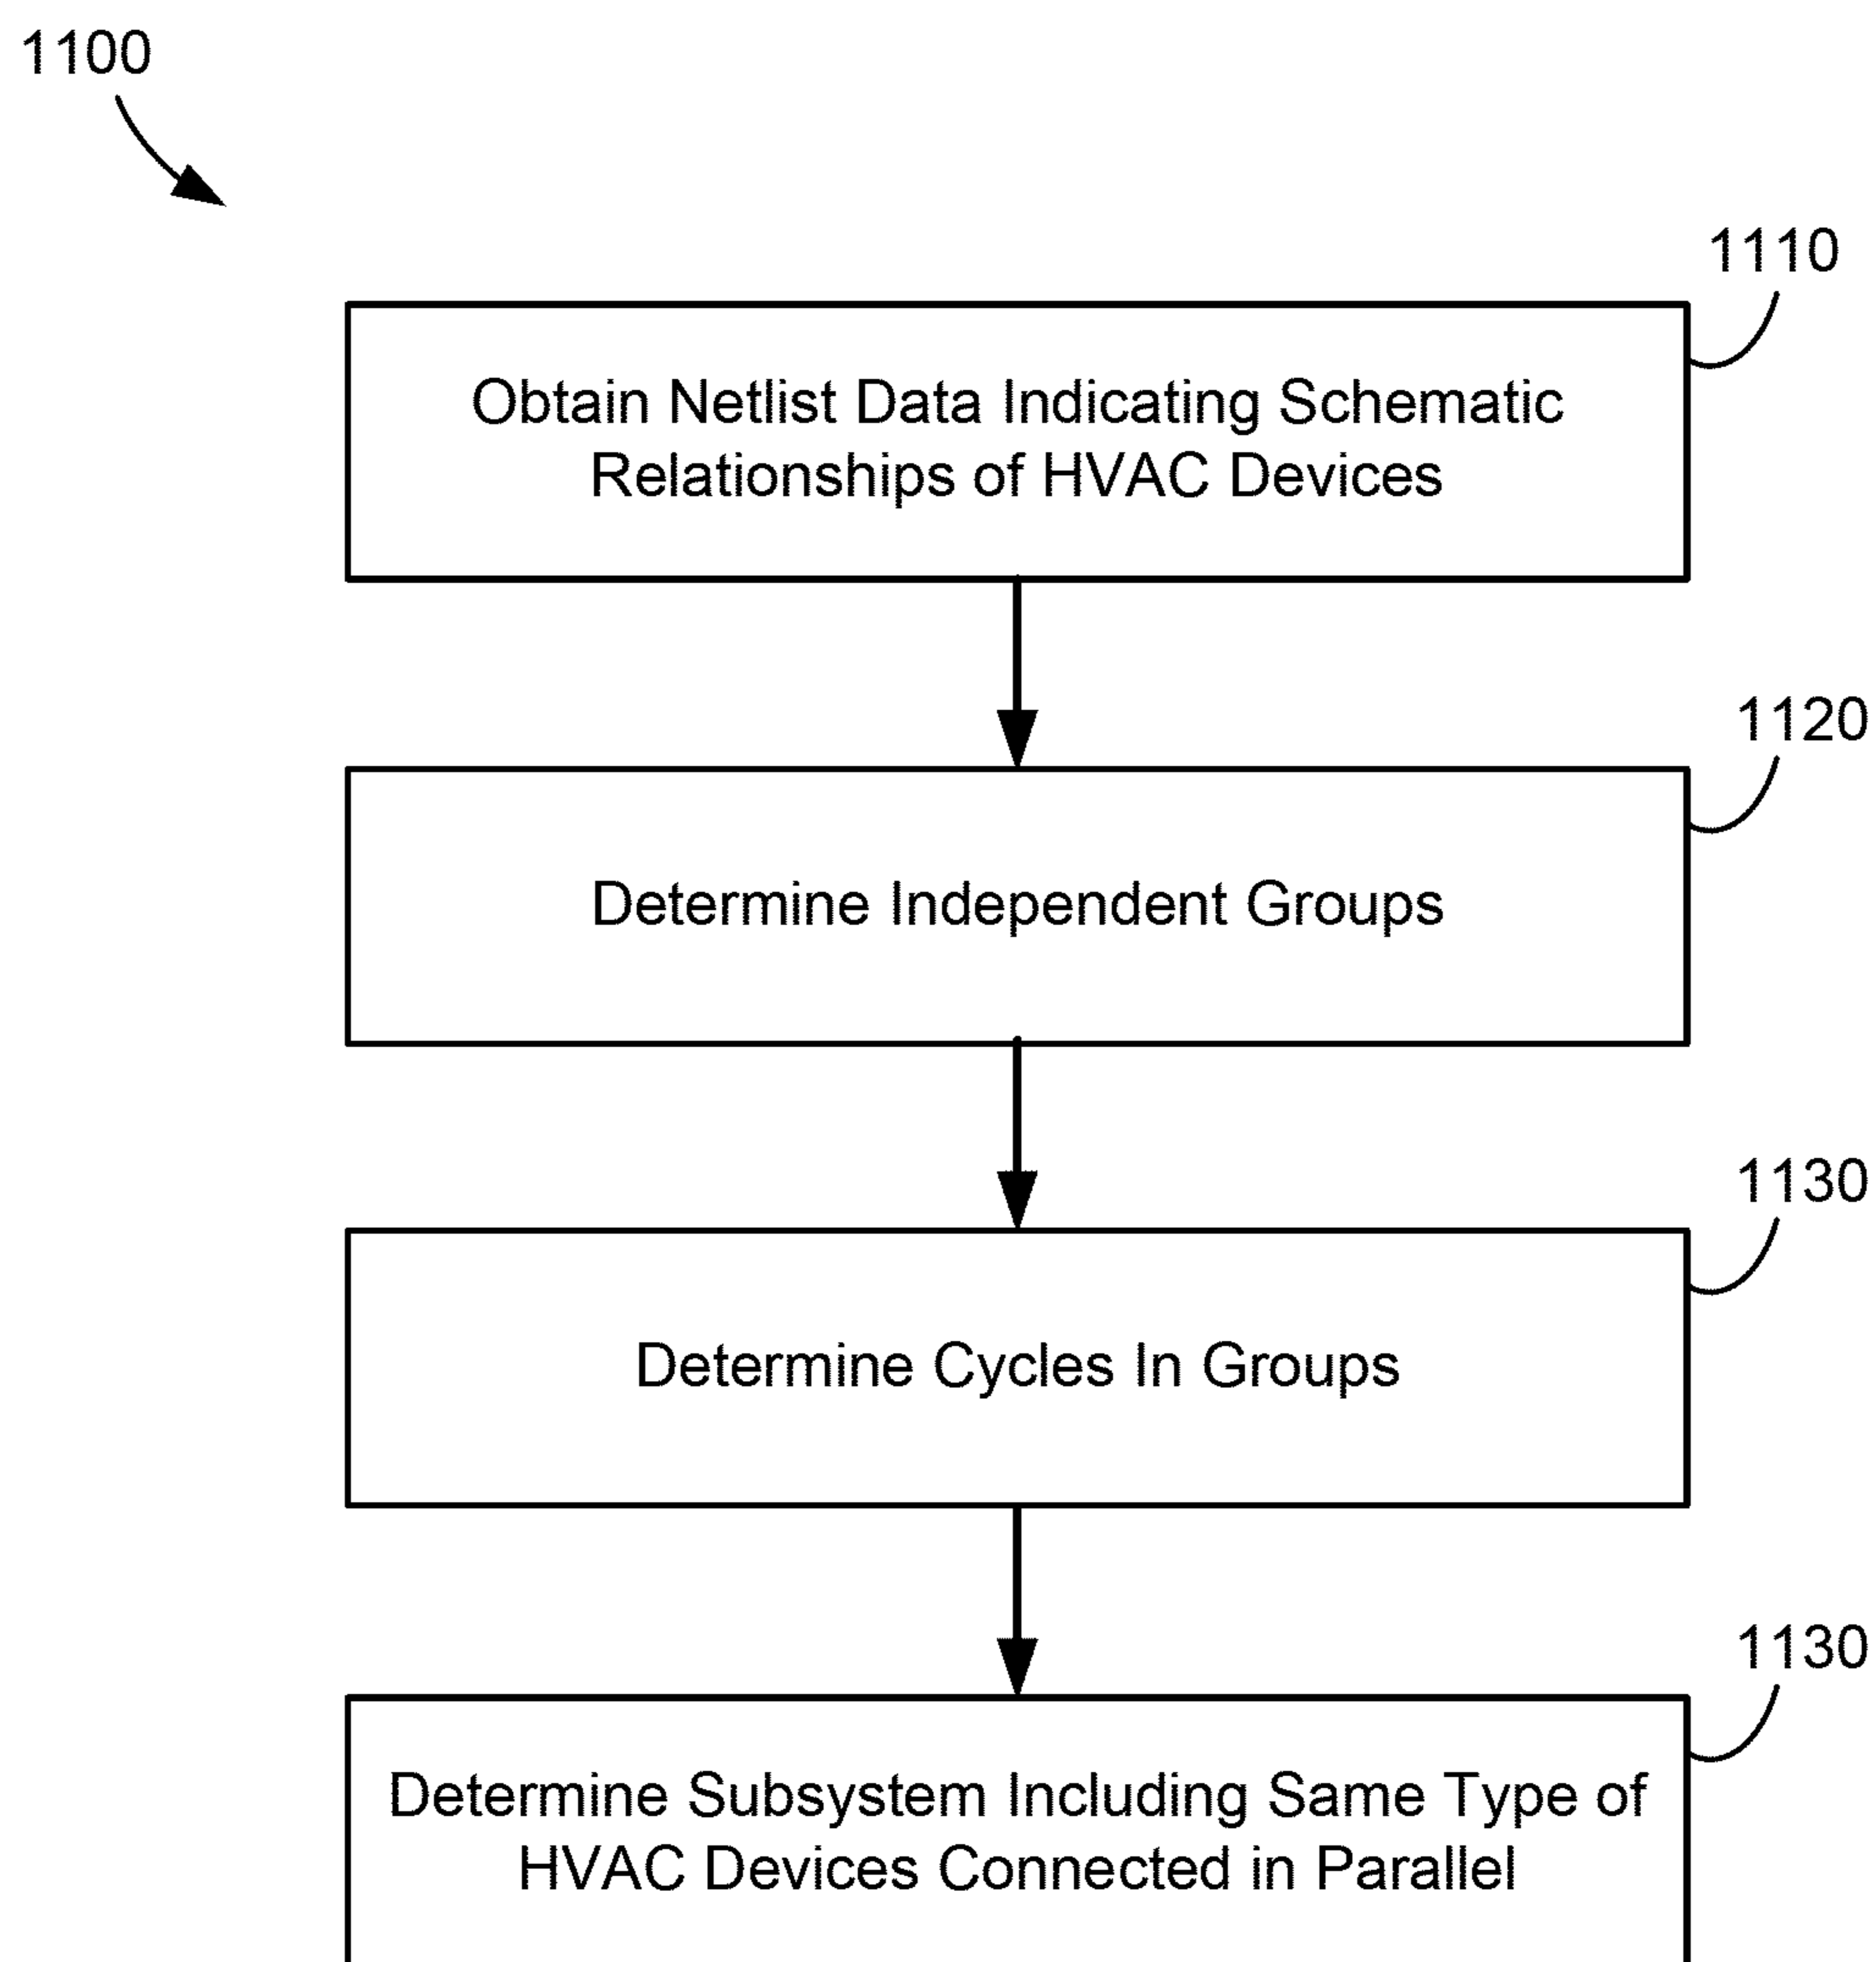 1100
1110
Obtain Netlist Data Indicating Schematic
Relationships of HVAC Devices
1120
Determine Independent Groups
1130
Determine Cycles In Groups
1130
Determine Subsystem Including Same Type of
HVAC Devices Connected in Parallel